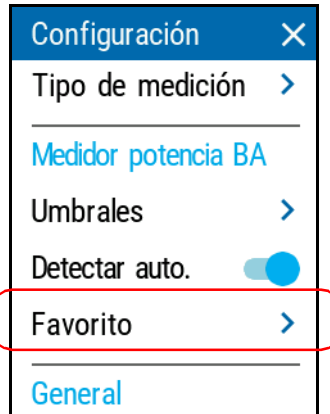 Configuración
Tipo de medición
Medidor potencia BA
Umbrales
Detectar auto.
Favorito
General